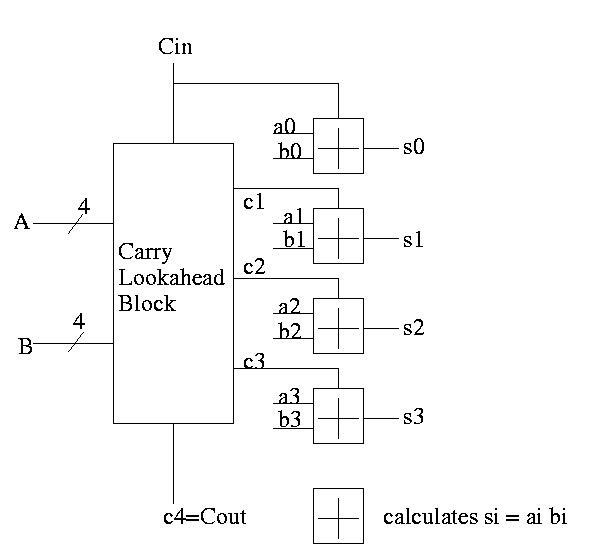 Cin
a0
b0
s0
A
4
c1
a1
b1
s1
Carry
Lookahead
Block
c2
a2
b2
s2
B
4
c3
a3
b3
s3
c4=Cout
calculates si = ai bi